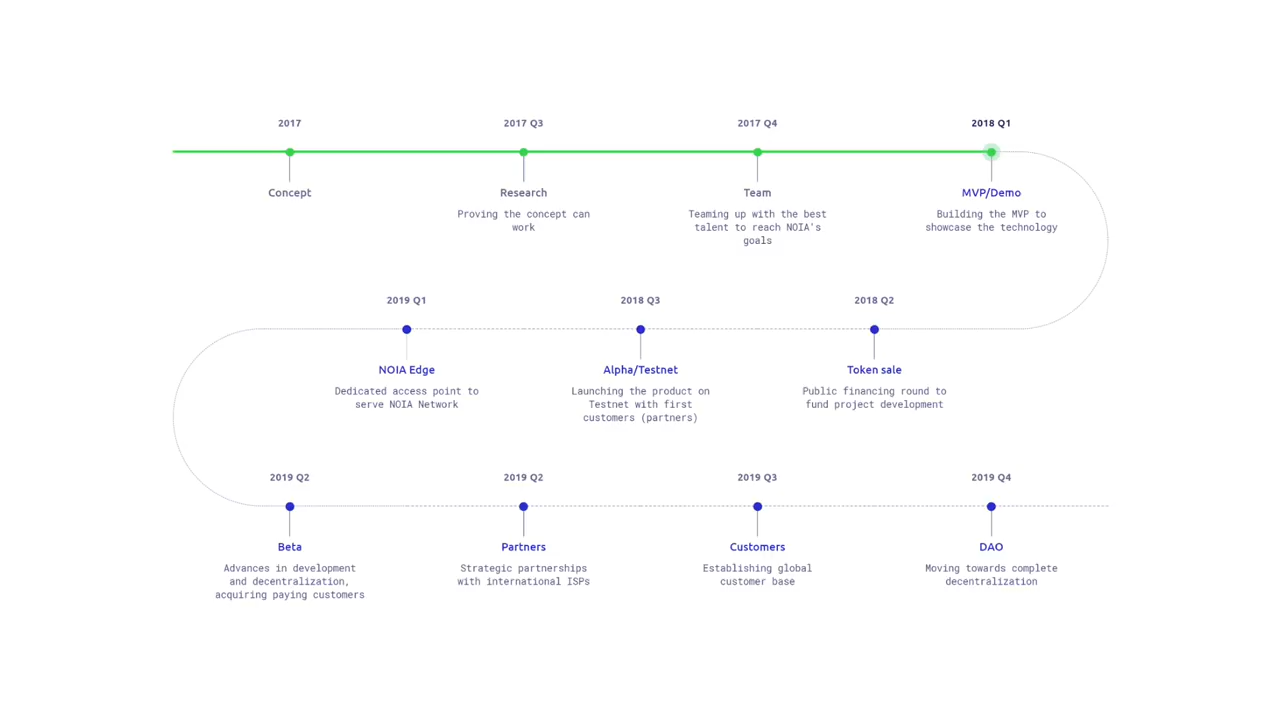 2017
2017 Q3
2017 Q4
2018 Q1
Concept
Research
Team
MVP/Demo
Proving the concept can
work
Teaming up with the best
talent to reach NOIA's
goals
Building the MVP to
showcase the technology
2019 Q1
2018 Q3
2018 Q2
NOIA Edge
Alpha/Testnet
Token sale
Dedicated access point to
serve NOIA Network
Launching the product on
Testnet with first
customers (partners)
Public financing round to
fund project development
2019 Q2
2019 Q2
2019 Q3
2019 Q4
Beta
Partners
Customers
DAO
Advances in development
and decentralization,
acquiring paying customers
Strategic partnerships
with international ISPs
Establishing global
customer base
Moving towards complete
decentralization